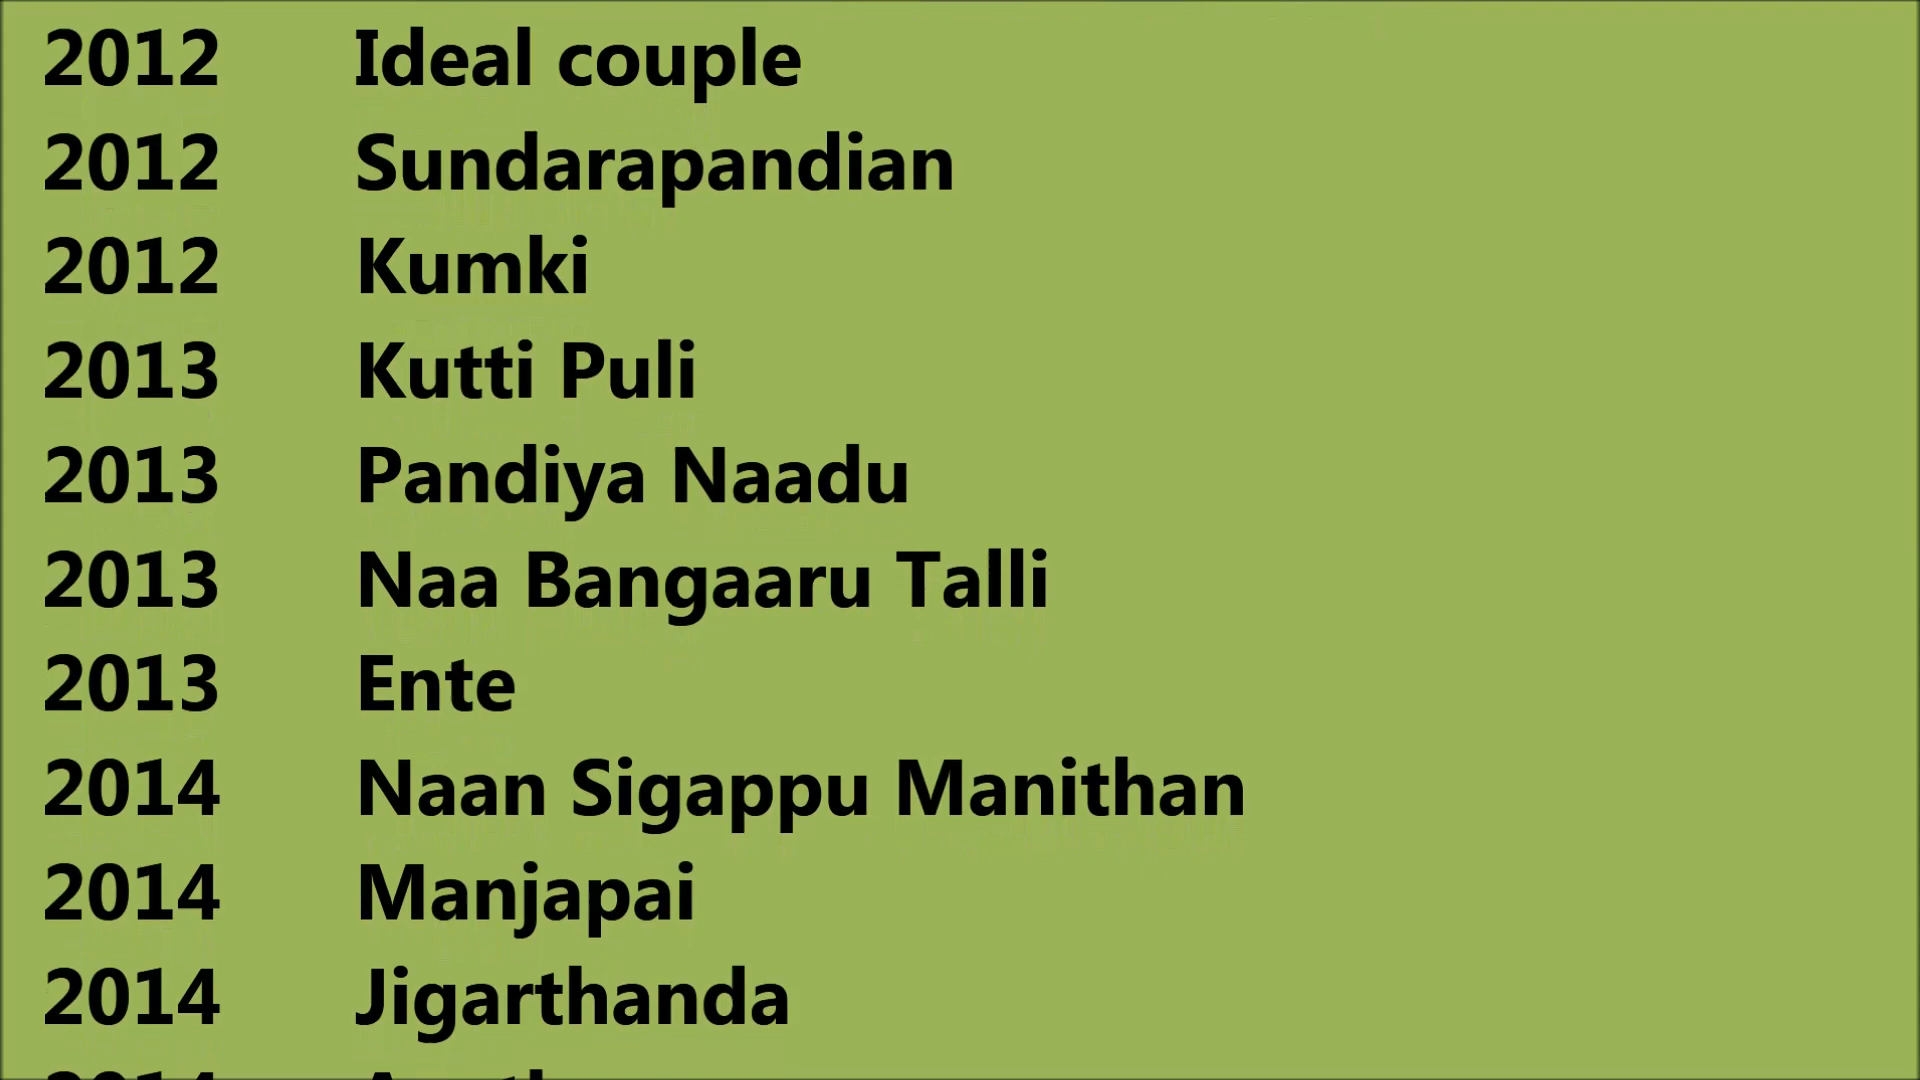 2012 Ideal couple
2012 Sundarapandian
2012 Kumki
2013 Kutti Puli
2013 Pandiya Naadu
2013 Naa Bangaaru Talli
2013 Ente
2014 Naan Sigappu Manithan
2014 Manjapai
2014 Jigarthanda
2014